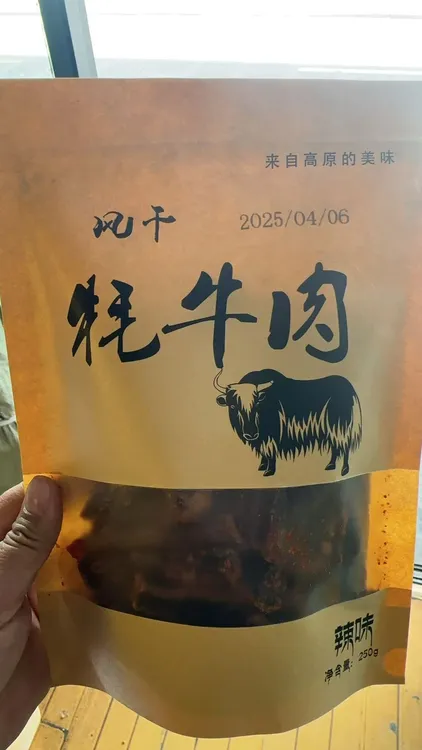 来自高原的美味
风干 2025/04/06
牦牛肉
辣味
净含量: 250g